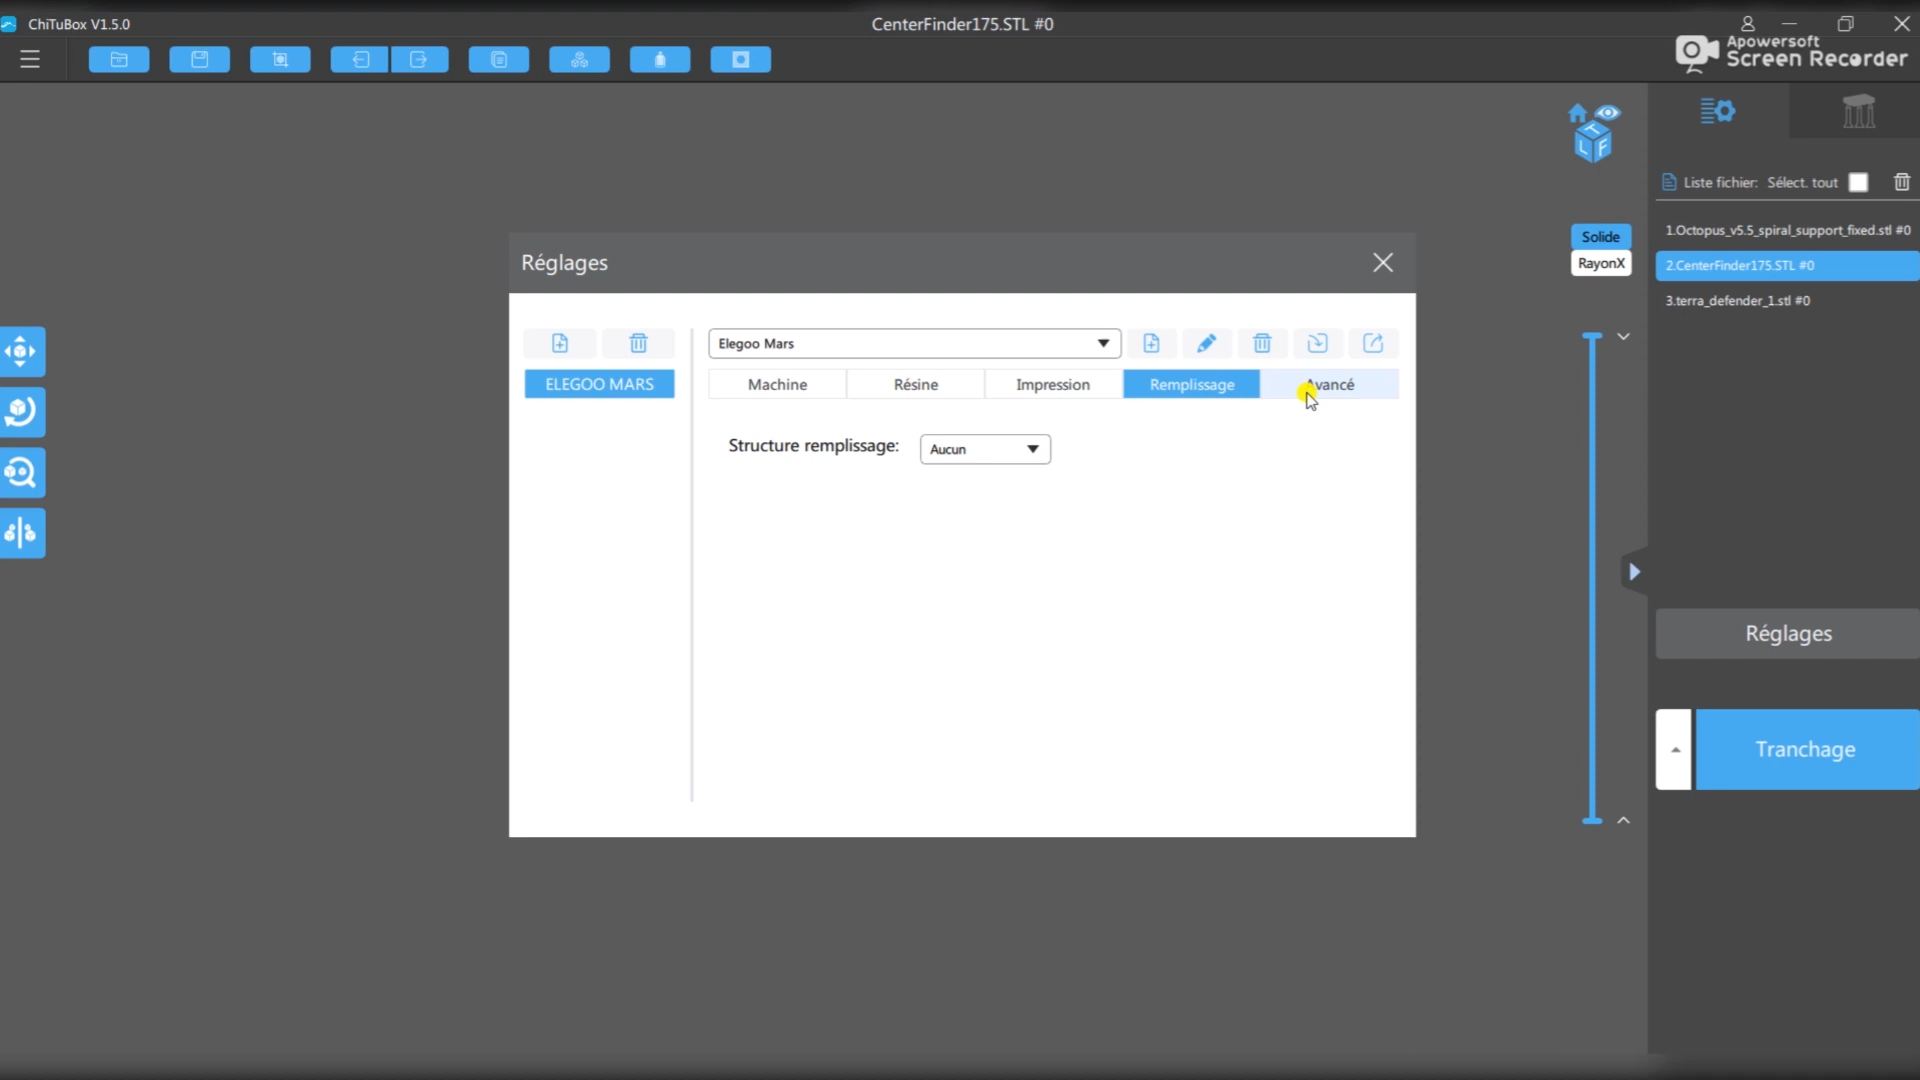 ChiTuBox V1.5.0
CenterFinder175.STL #0
Apowersoft
Screen Recorder
T
L F
Liste fichier: Sélect. tout
1.Octopus_v5.5_spiral_support_fixed.stl #0
2.CenterFinder175.STL #0
3.terra_defender_1.stl #0
Solide
RayonX
Réglages
Elegoo Mars
ELEGOO MARS
Machine
Résine
Impression
Remplissage
Avancé
Structure remplissage:
Aucun
Réglages
Tranchage